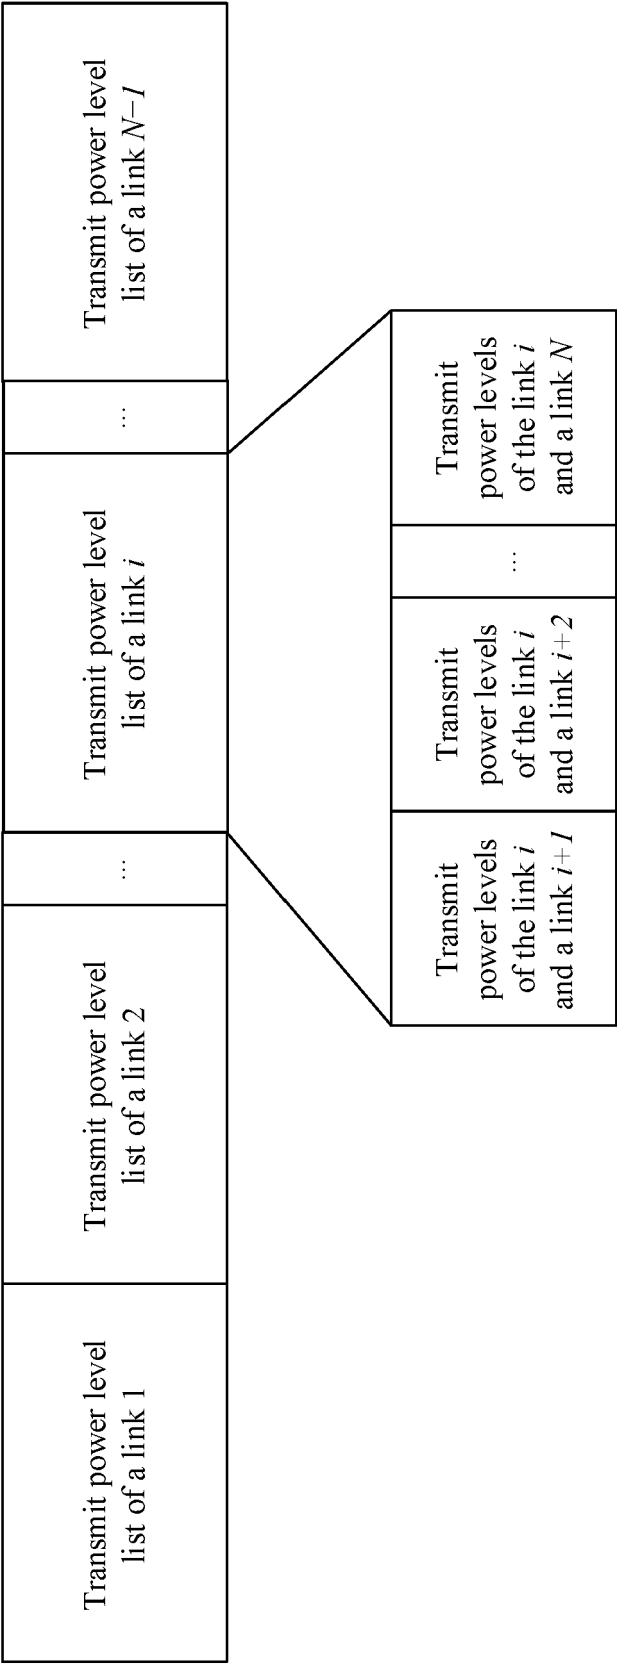 Transmit power level
list of a link 1
Transmit power level
list of a link 2
...
Transmit power level
list of a link i
...
Transmit power level
list of a link N−1
Transmit
power levels
of the link i
and a link i+1
Transmit
power levels
of the link i
and a link i+2
...
Transmit
power levels
of the link i
and a link N